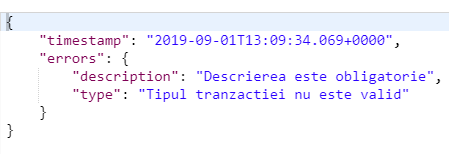 {
"timestamp": "2019-09-01T13:09:34.069+0000",
"errors": {
"description": "Descrierea este obligatorie",
"type": "Tipul tranzactiei nu este valid"
}
}